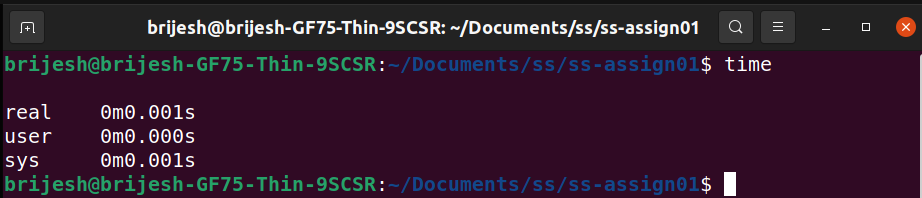 brijesh@brijesh-GF75-Thin-9SCSR: ~/Documents/ss/ss-assign01
brijesh@brijesh-GF75-Thin-9SCSR:~/Documents/ss/ss-assign01$ time
real    0m0.001s
user    0m0.000s
sys     0m0.001s
brijesh@brijesh-GF75-Thin-9SCSR:~/Documents/ss/ss-assign01$